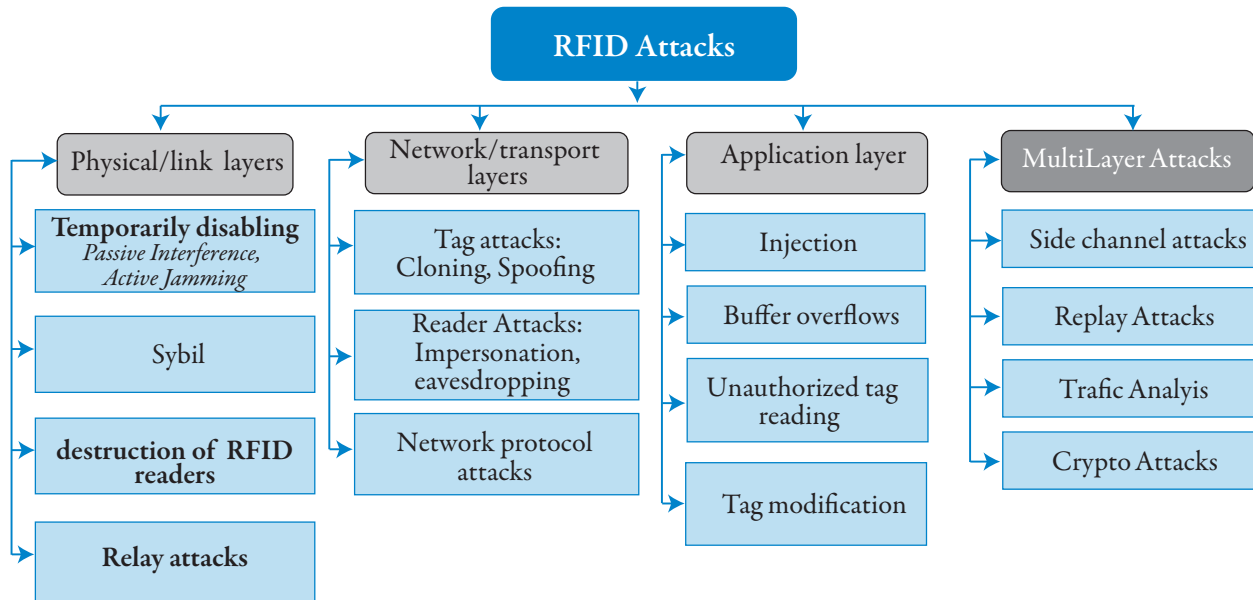 RFID Attacks
Physical/link layers
Temporarily disabling
Passive Interference,
Active Jamming
Sybil
destruction of RFID
readers
Relay attacks
Network/transport
layers
Tag attacks:
Cloning, Spoofing
Reader Attacks:
Impersonation,
eavesdropping
Network protocol
attacks
Application layer
Injection
Buffer overflows
Unauthorized tag
reading
Tag modification
MultiLayer Attacks
Side channel attacks
Replay Attacks
Trafic Analyis
Crypto Attacks